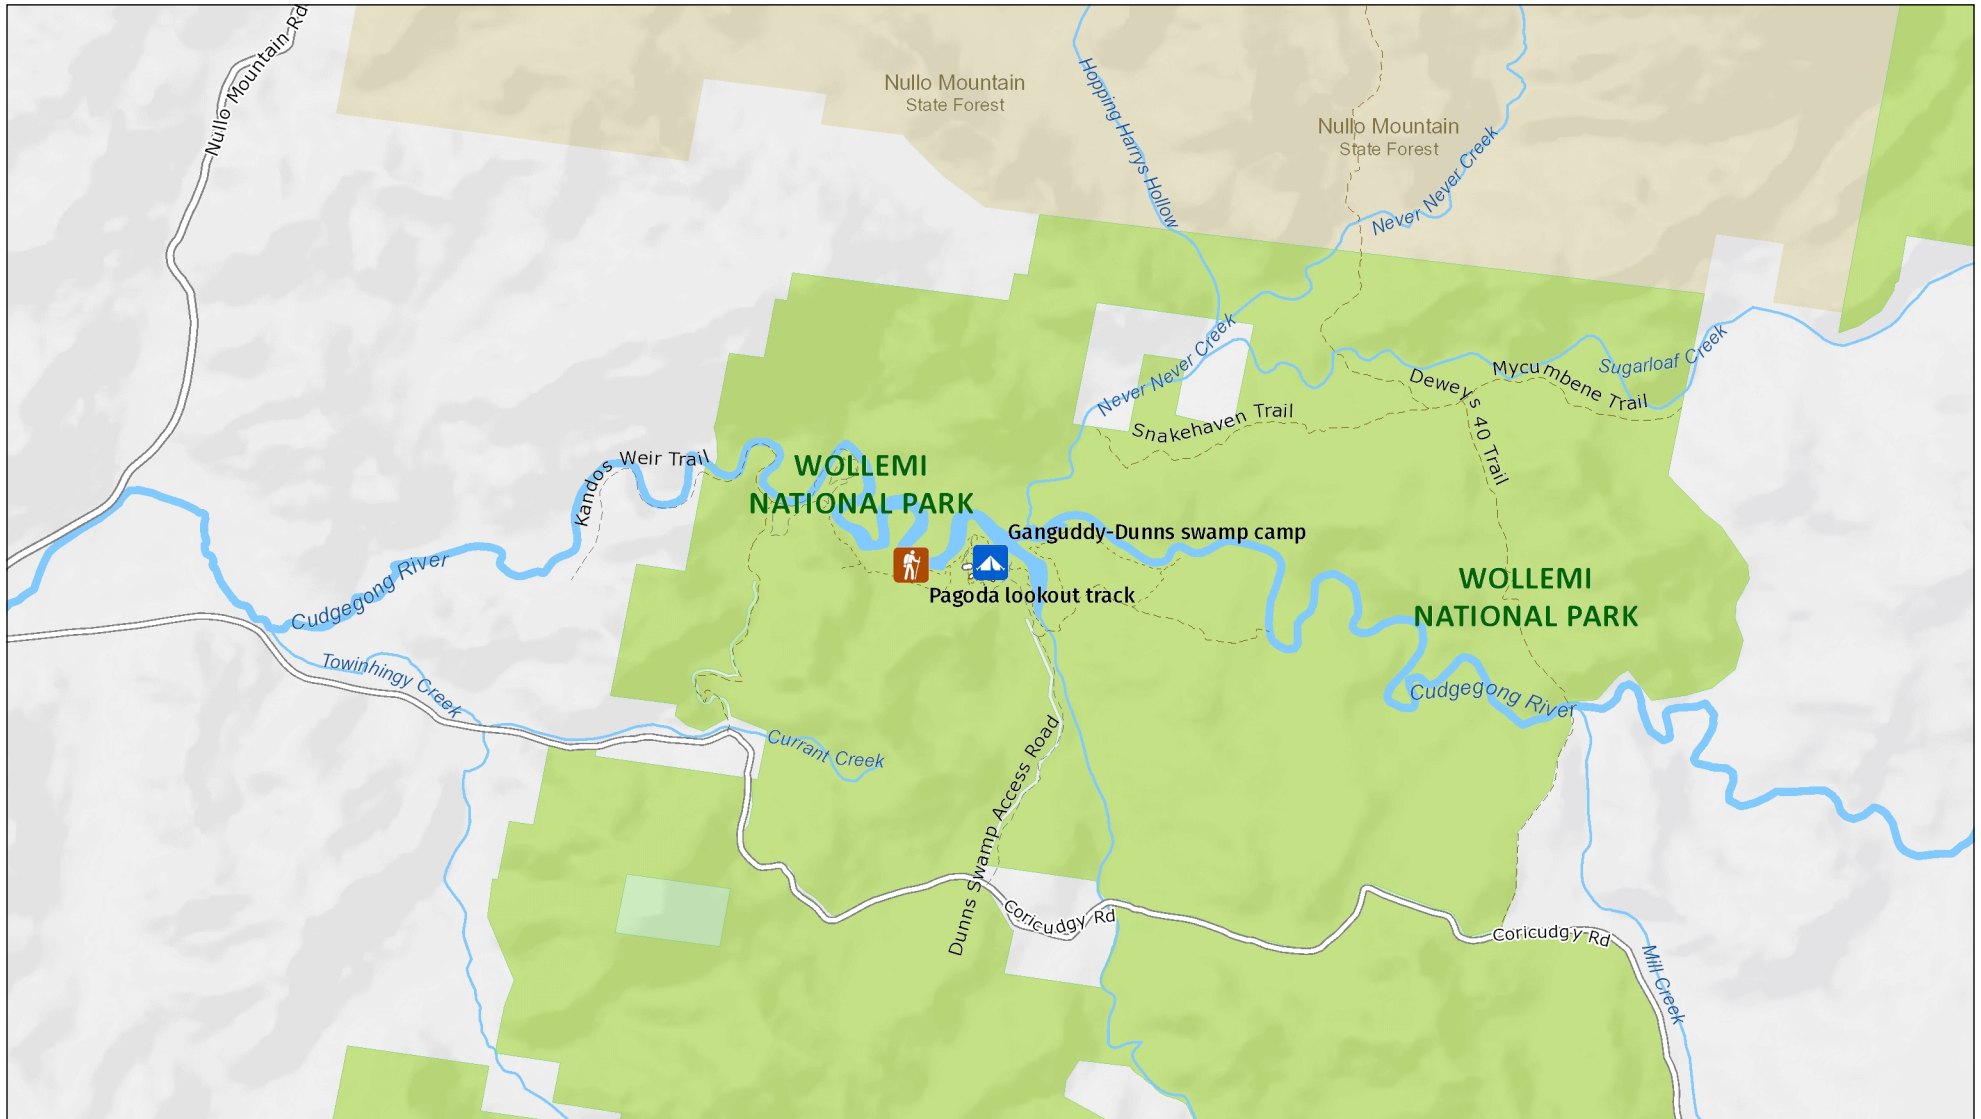 Nullo Mountain Rd
Nullo Mountain
State Forest
Hopping Harrys Hollow
Nullo Mountain
State Forest
Never Never Creek
Never Never Creek
Sugarloaf Creek
Mycumbene Trail
Deweys 40 Trail
Snakehaven Trail
Kandos Weir Trail
WOLLEMI
NATIONAL PARK
Ganguddy-Dunns swamp camp
Pagoda lookout track
Cudgegong River
WOLLEMI
NATIONAL PARK
Towinhingy Creek
Cudgegong River
Currant Creek
Dunns Swamp Access Road
Coricudgy Rd
Coricudgy Rd
Mill Creek